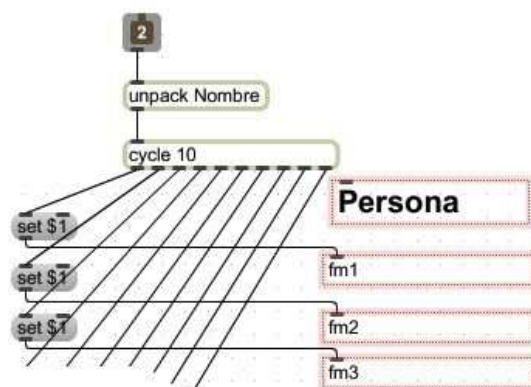 2
unpack Nombre
cycle 10
Persona
set $1
fm1
set $1
fm2
set $1
fm3